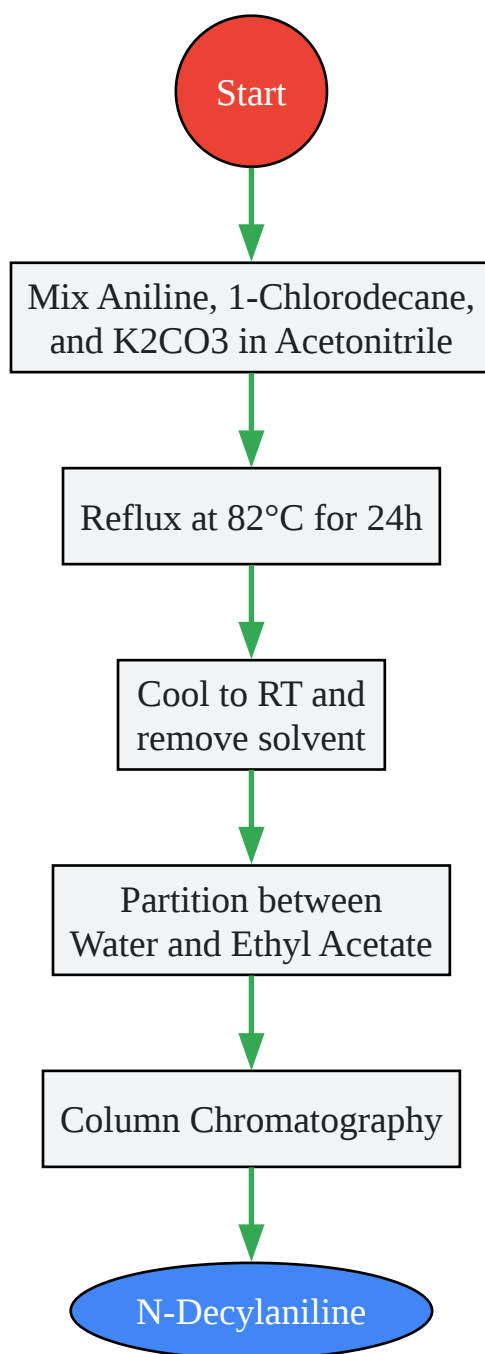 Start
Mix Aniline, 1-Chlorodecane,
and K2CO3 in Acetonitrile
Reflux at 82°C for 24h
Cool to RT and
remove solvent
Partition between
Water and Ethyl Acetate
Column Chromatography
N-Decylaniline